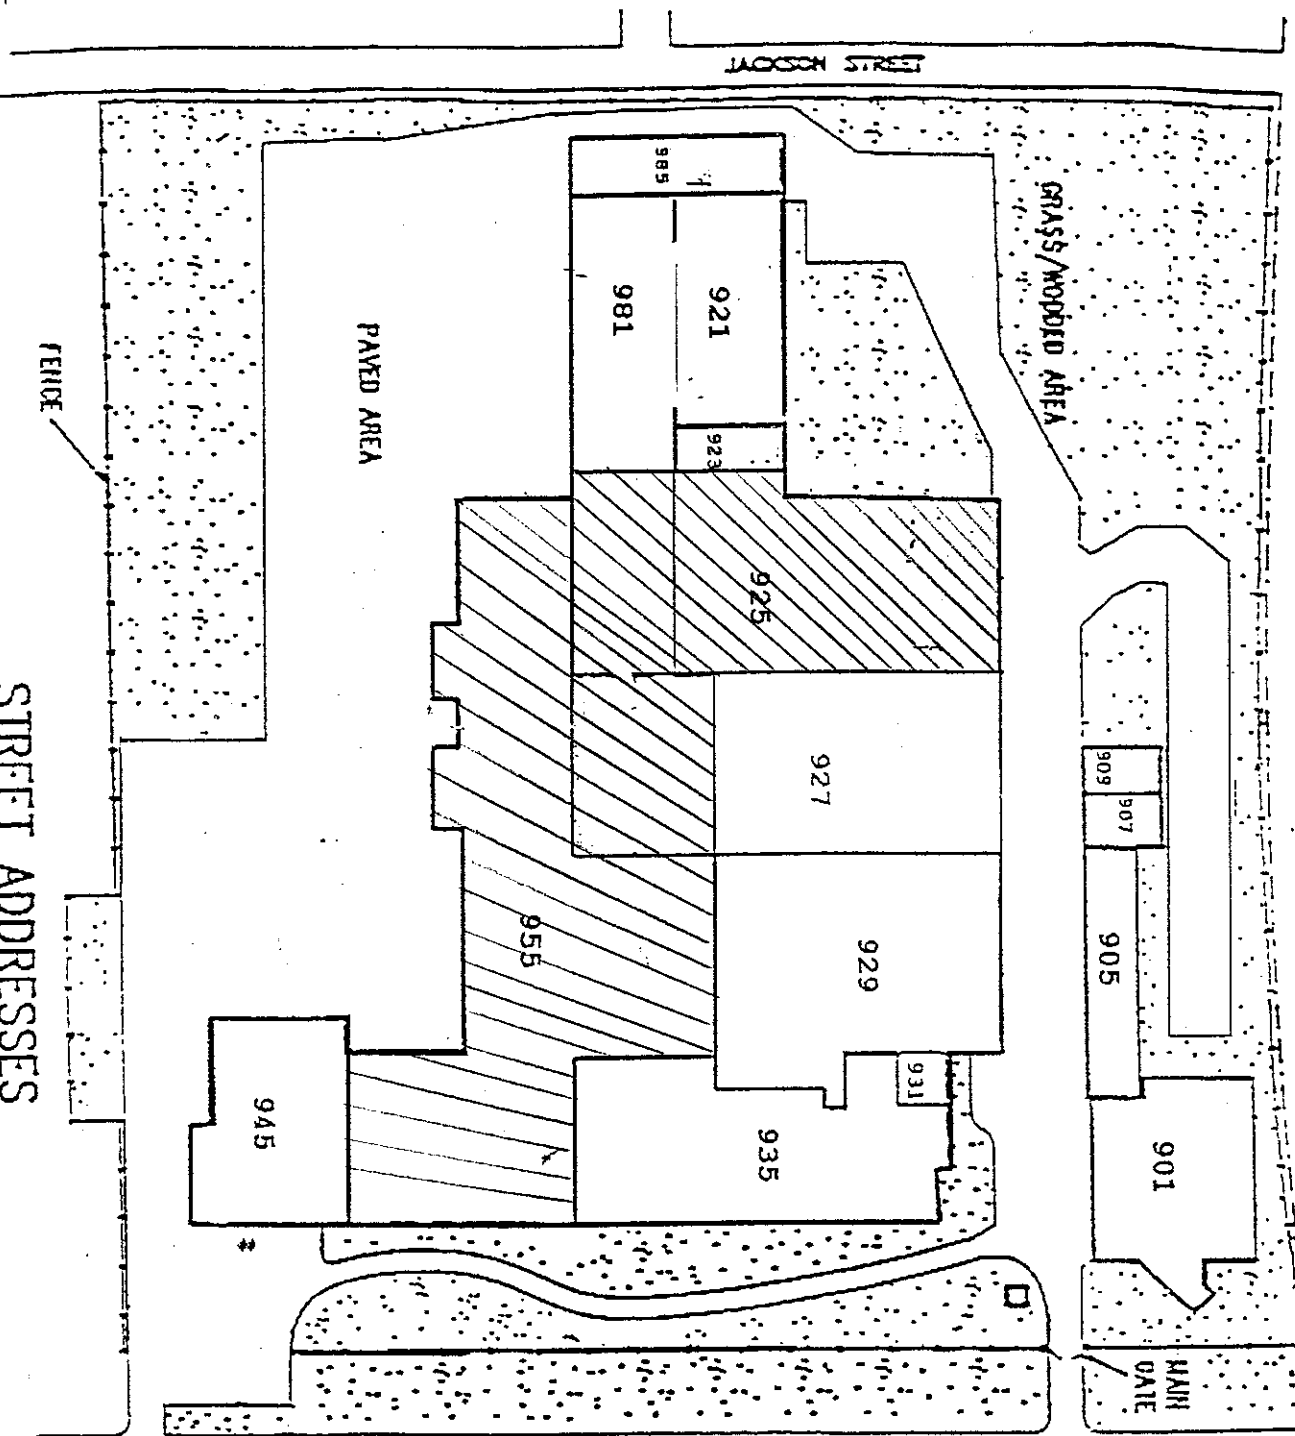 JACKSON STREET
GRASS/WOODED AREA
985
921
981
923
PAVED AREA
FENCE
925
927
909
907
905
955
929
931
945
935
901
*
MAIN
GATE
STREET ADDRESSES